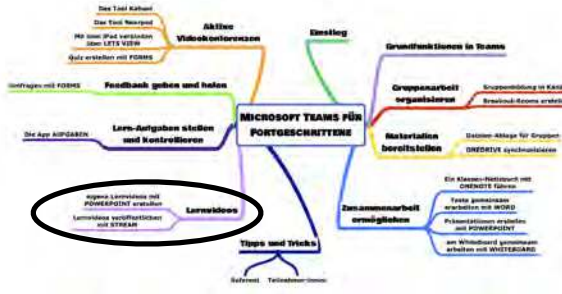 MICROSOFT TEAMS FÜR
FORTGESCHRITTENE
Einstieg
Grundfunktionen in Teams
Gruppenarbeit
organisieren
Gruppenbildung in
Breakout-Rooms
Materialien
bereitstellen
Dateien-Ablage für Gruppen
ONEDRIVE synchronisieren
Zusammenarbeit
ermöglichen
Ein Klassen-Notizbuch mit
ONENOTE führen
Texte gemeinsam
erarbeiten mit WORD
Präsentationen erstellen
mit POWERPOINT
am Whiteboard gemeinsam
arbeiten mit WHITEBOARD
Tipps und Tricks
Referent
Teilnehmer:innen
Lernvideos
eigene Lernvideos mit
POWERPOINT erstellen
Lernvideos veröffentlichen
mit STREAM
Lern-Aufgaben stellen
und kontrollieren
Die App AUFGABEN
Feedback geben und holen
Umfragen mit FORMS
Aktive
Videokonferenzen
Das Tool Kahoot
Das Tool Nearpod
Mit dem iPad verbinden
über LETS VIEW
Quiz erstellen mit FORMS